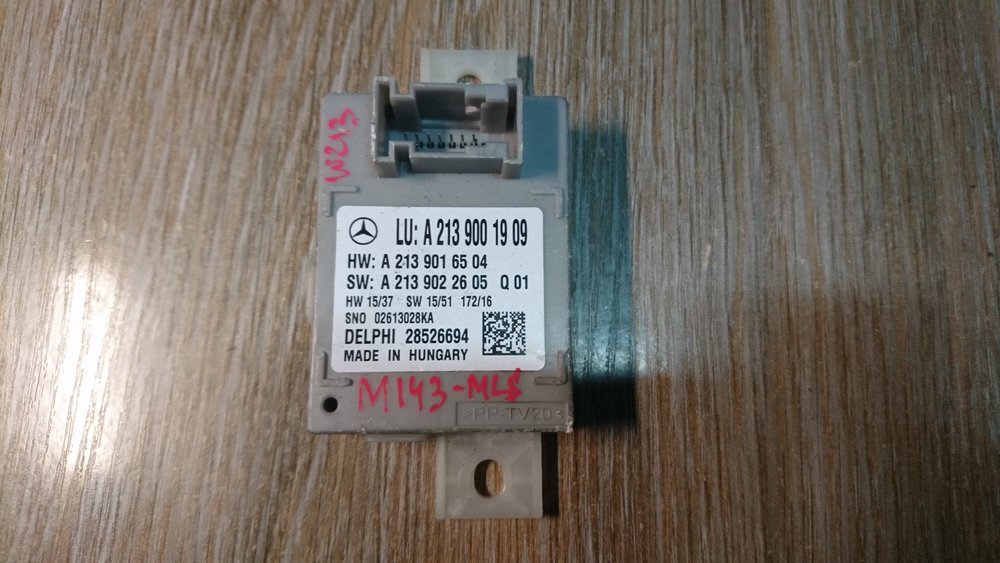 W213
LU: A 213 900 19 09
HW: A 213 901 65 04
SW: A 213 902 26 05 Q 01
HW 15/37 SW 15/51 172/16
SNO 02613028KA
DELPHI 28526694
MADE IN HUNGARY
M143-MLS
>PP-TV20<